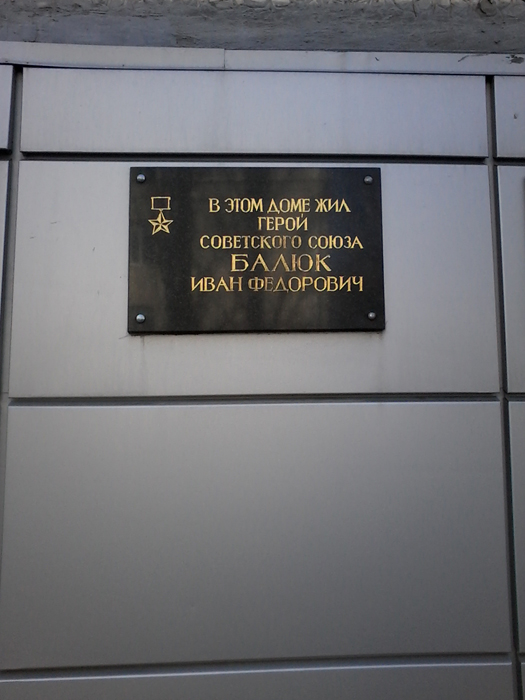 В ЭТОМ ДОМЕ ЖИЛ
ГЕРОЙ
СОВЕТСКОГО СОЮЗА
БАЛЮК
ИВАН ФЕДОРОВИЧ